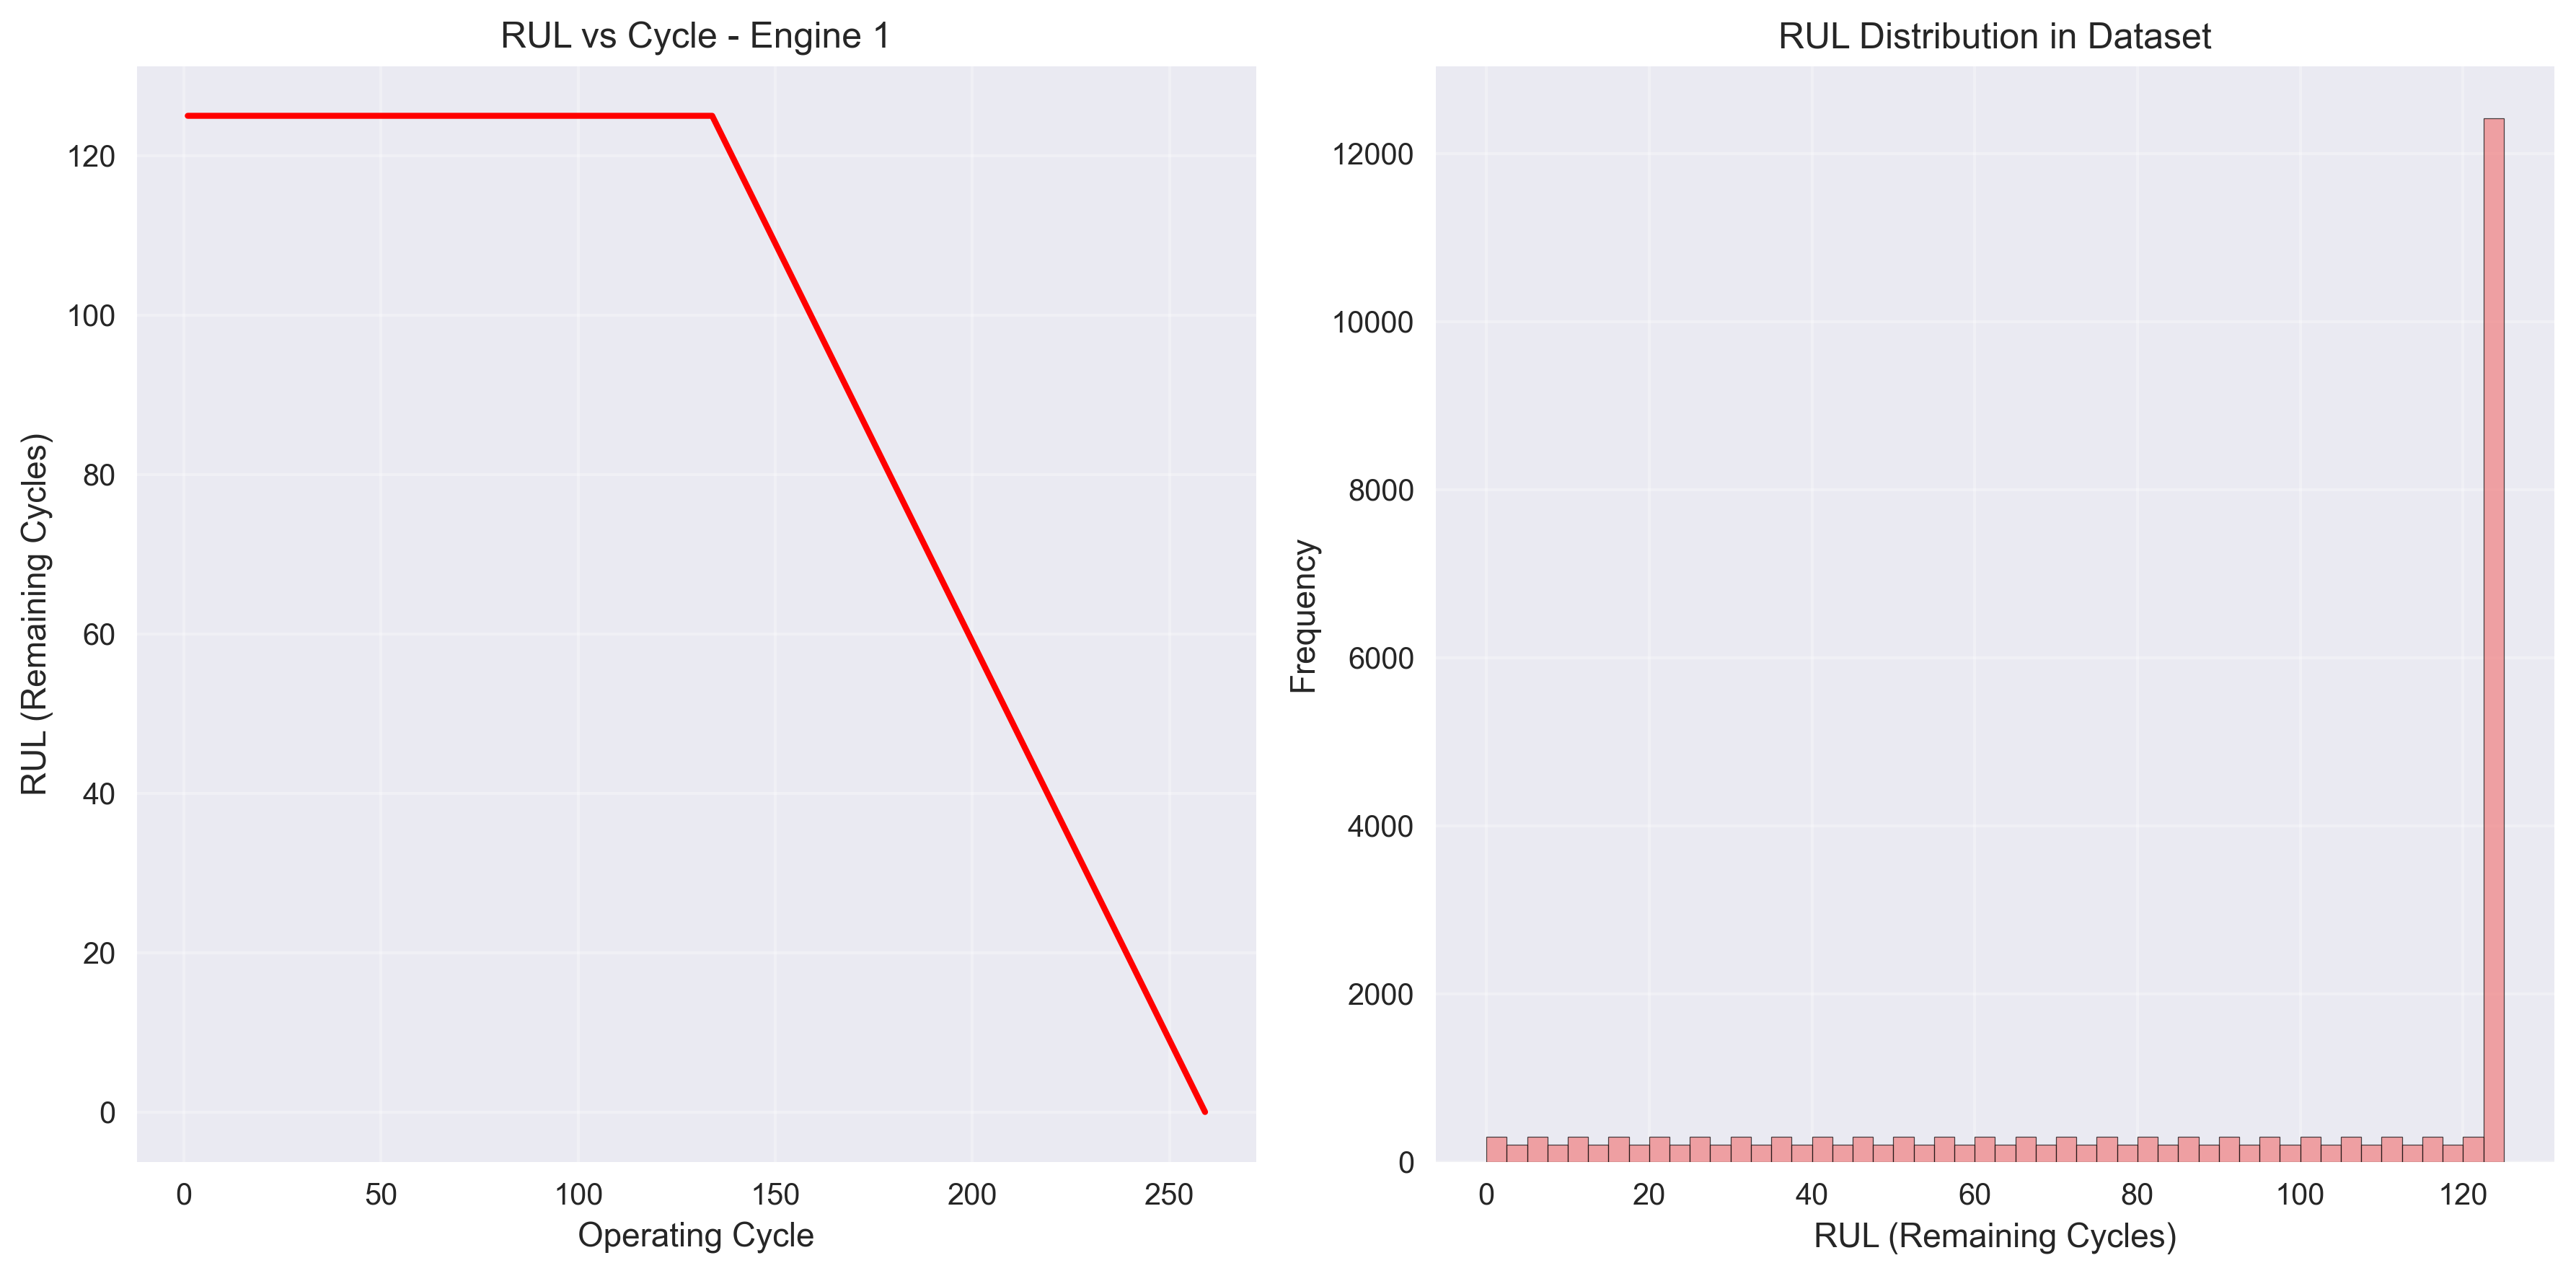 RUL vs Cycle - Engine 1
RUL (Remaining Cycles)
120
100
80
60
40
20
0
0 50 100 150 200 250
Operating Cycle
RUL Distribution in Dataset
Frequency
12000
10000
8000
6000
4000
2000
0
0 20 40 60 80 100 120
RUL (Remaining Cycles)